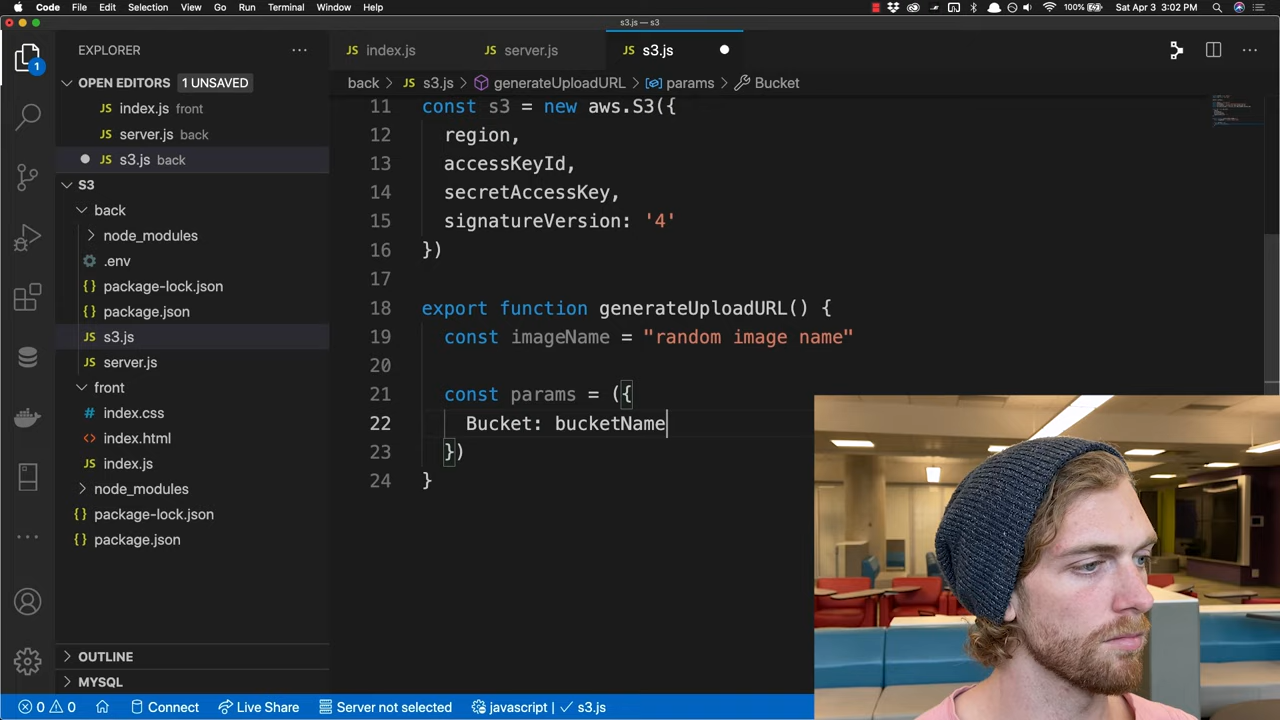 Code File Edit Selection View Go Run Terminal Window Help 100% Sat Apr 3 3:02 PM
s3.js — s3
EXPLORER
JS index.js JS server.js JS s3.js
OPEN EDITORS 1 UNSAVED
back > JS s3.js > generateUploadURL > params > Bucket
JS index.js front
JS server.js back
JS s3.js back
S3
back
node_modules
.env
{} package-lock.json
{} package.json
JS s3.js
JS server.js
front
# index.css
<> index.html
JS index.js
node_modules
{} package-lock.json
{} package.json
OUTLINE
MYSQL
1
11 const s3 = new aws.S3({
12 region,
13 accessKeyId,
14 secretAccessKey,
15 signatureVersion: '4'
16 })
17
18 export function generateUploadURL() {
19 const imageName = "random image name"
20
21 const params = ({
22 Bucket: bucketName
23 })
24 }
0 0 Connect Live Share Server not selected javascript | ✓ s3.js